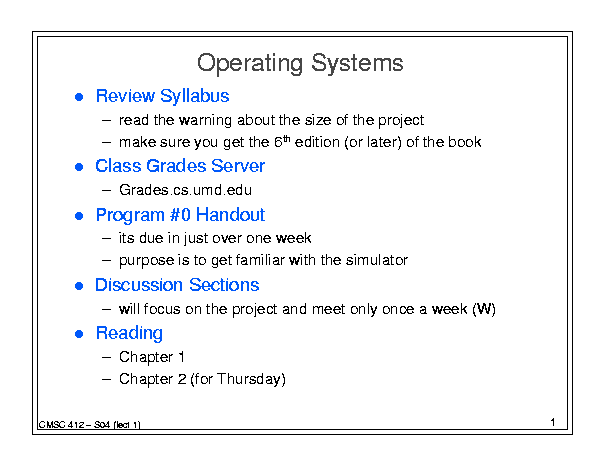 Operating Systems
● Review Syllabus
– read the warning about the size of the project
– make sure you get the 6th edition (or later) of the book
● Class Grades Server
– Grades.cs.umd.edu
● Program #0 Handout
– its due in just over one week
– purpose is to get familiar with the simulator
● Discussion Sections
– will focus on the project and meet only once a week (W)
● Reading
– Chapter 1
– Chapter 2 (for Thursday)
CMSC 412 – S04 (lect 1)
1